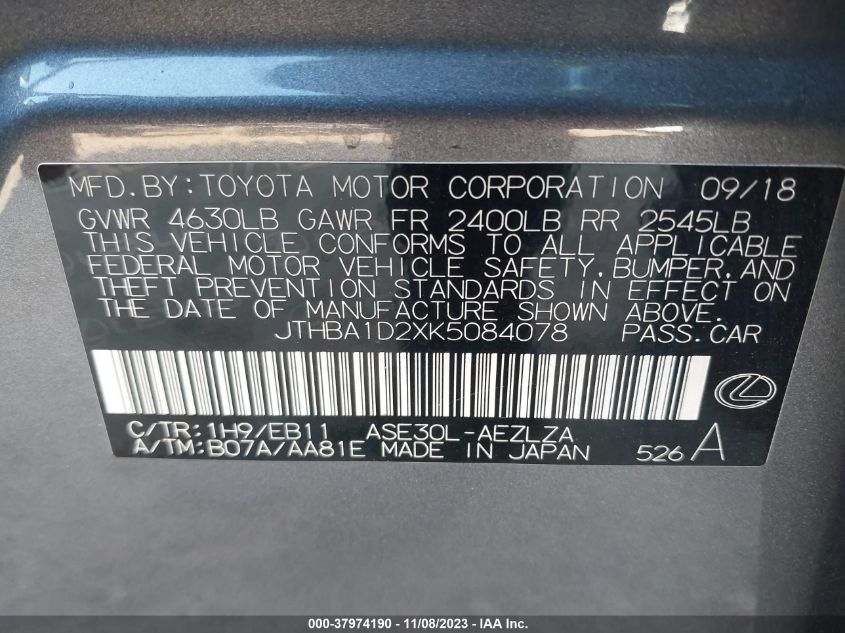 MFD.BY:TOYOTA MOTOR CORPORATION 09/18
GVWR 4630LB GAWR FR 2400LB RR 2545LB
THIS VEHICLE CONFORMS TO ALL APPLICABLE
FEDERAL MOTOR VEHICLE SAFETY,BUMPER,AND
THEFT PREVENTION STANDARDS IN EFFECT ON
THE DATE OF MANUFACTURE SHOWN ABOVE.
JTHBA1D2XK5084078 PASS.CAR
C/TR:1H9/EB11 ASE30L-AEZLZA
A/TM:B07A/AA81E MADE IN JAPAN 526 A
000-37974190 - 11/08/2023 - IAA Inc.